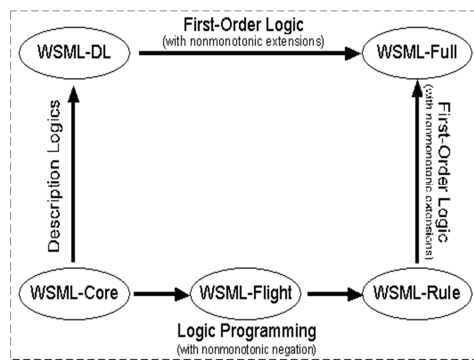 First-Order Logic
(with nonmonotonic extensions)
WSML-DL
WSML-Full
Description Logics
First-Order Logic
(with nonmonotonic extensions)
WSML-Core
WSML-Flight
WSML-Rule
Logic Programming
(with nonmonotonic negation)